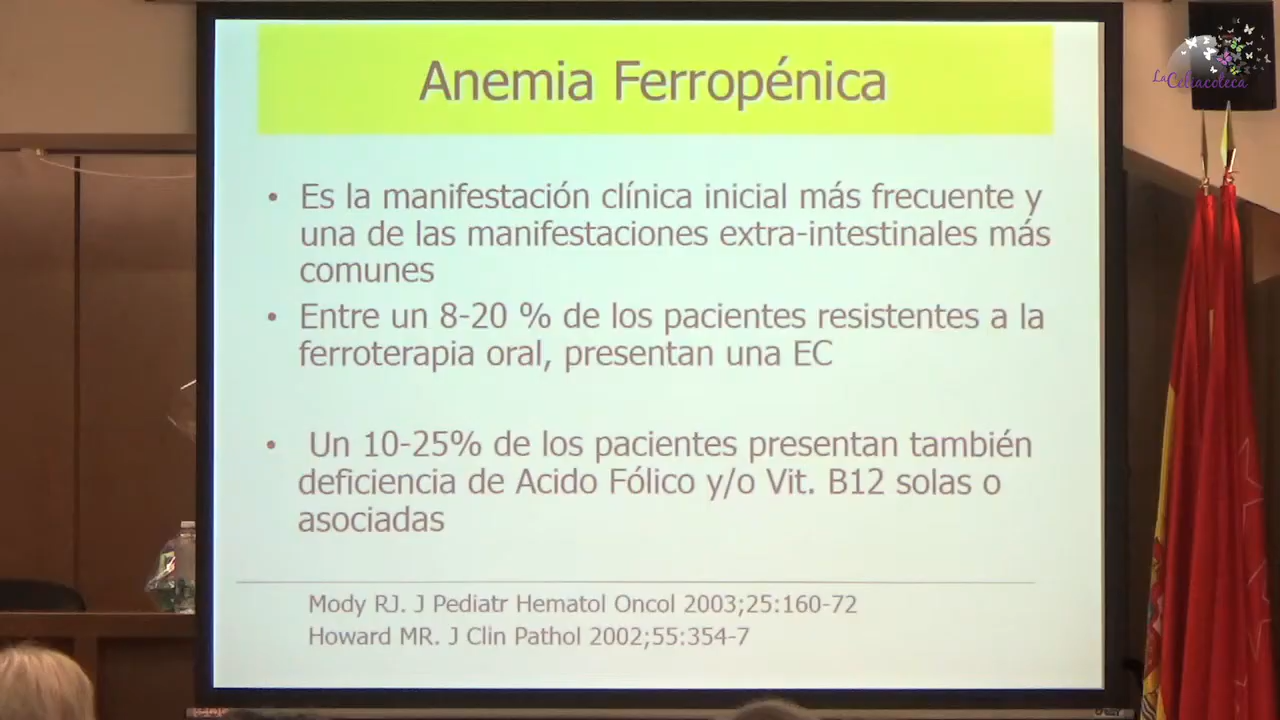 Anemia Ferropénica
• Es la manifestación clínica inicial más frecuente y
una de las manifestaciones extra-intestinales más
comunes
• Entre un 8-20 % de los pacientes resistentes a la
ferroterapia oral, presentan una EC
• Un 10-25% de los pacientes presentan también
deficiencia de Acido Fólico y/o Vit. B12 solas o
asociadas
Mody RJ. J Pediatr Hematol Oncol 2003;25:160-72
Howard MR. J Clin Pathol 2002;55:354-7
La Celiacoteca